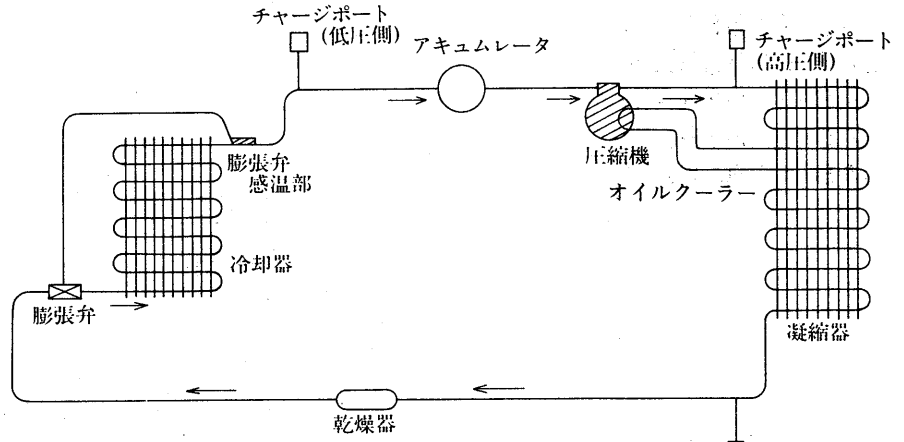 チャージポート
(低圧側)
アキュムレータ
チャージポート
(高圧側)
膨張弁
感温部
圧縮機
オイルクーラー
冷却器
膨張弁
凝縮器
乾燥器